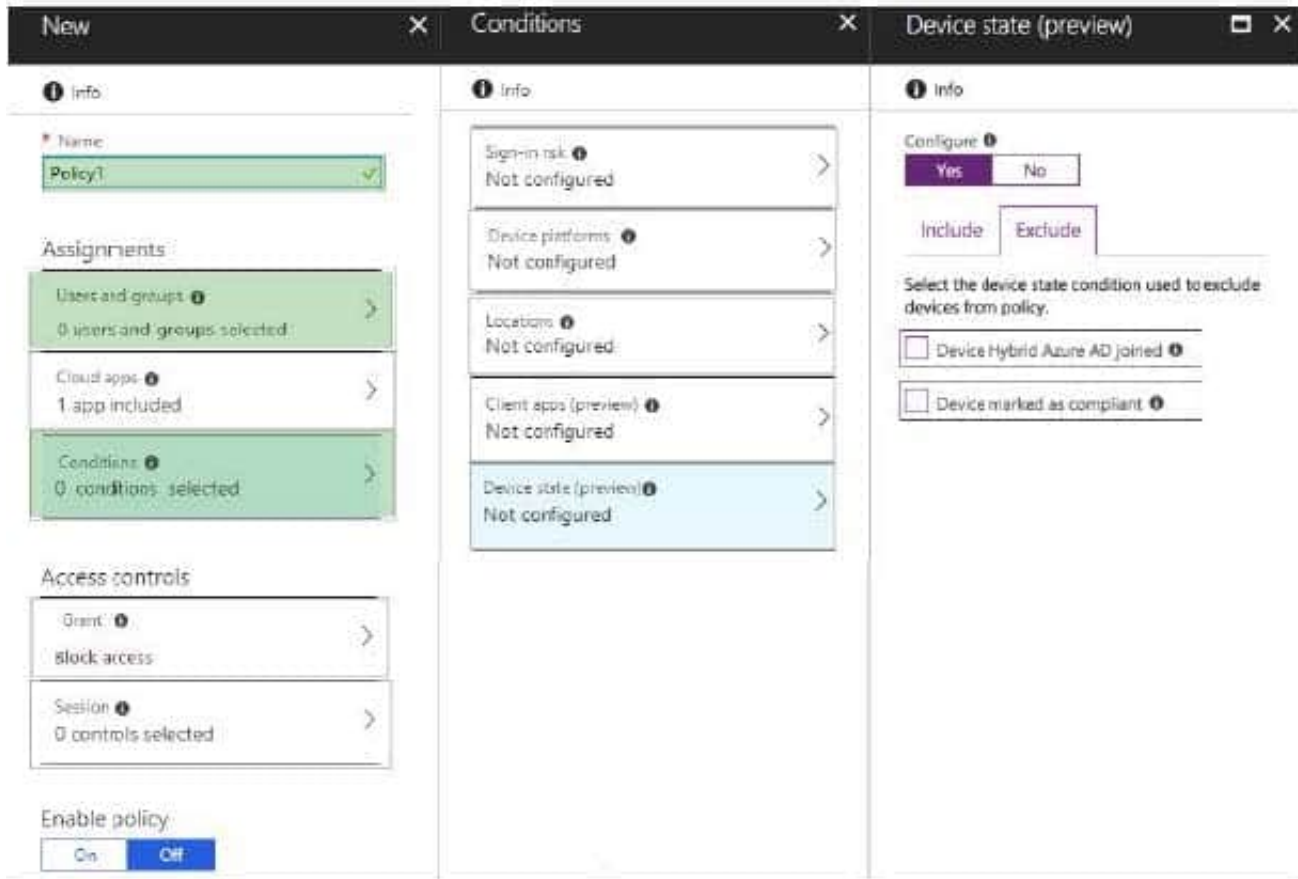 New
Info
* Name
Policy1
Assignments
Users and groups
0 users and groups selected
Cloud apps
1 app included
Conditions
0 conditions selected
Access controls
Grant
Block access
Session
0 controls selected
Enable policy
On Off
Conditions
Info
Sign-in risk
Not configured
Device platforms
Not configured
Locations
Not configured
Client apps (preview)
Not configured
Device state (preview)
Not configured
Device state (preview)
Info
Configure
Yes No
Include Exclude
Select the device state condition used to exclude
devices from policy.
Device Hybrid Azure AD joined
Device marked as compliant